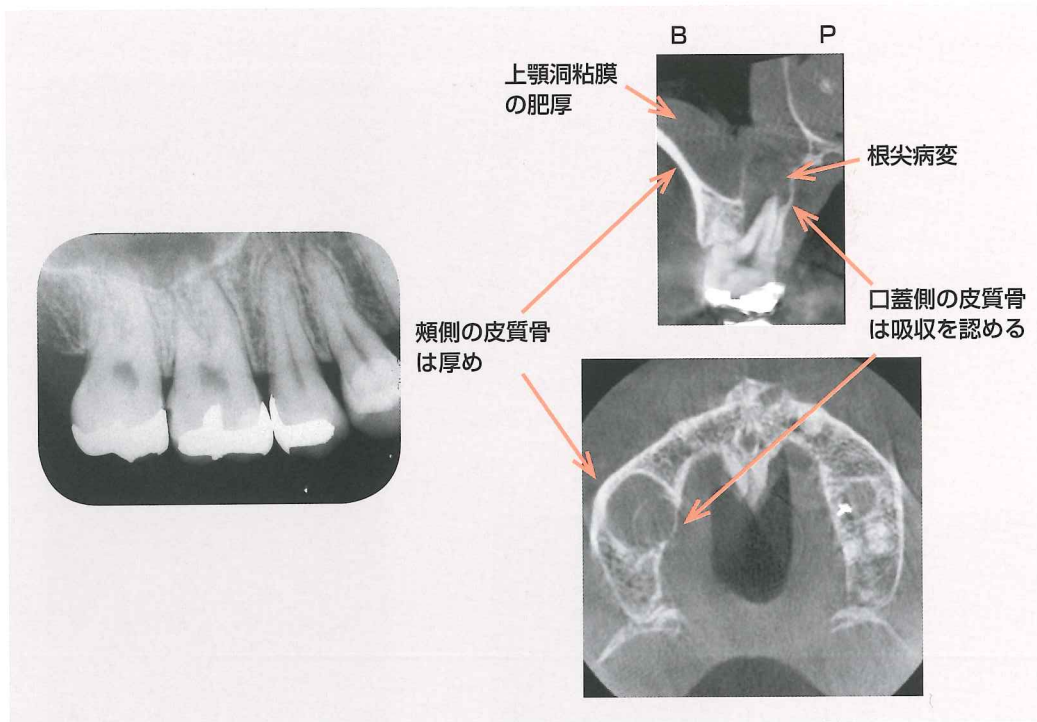 B P
上顎洞粘膜
の肥厚
根尖病変
頰側の皮質骨
は厚め
口蓋側の皮質骨
は吸収を認める